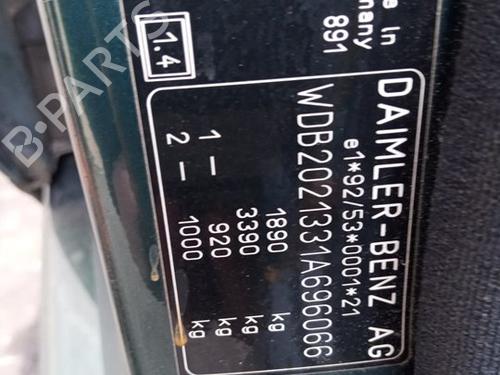 DAIMLER-BENZ AG
e1*92/53*0001*21
WDB2021331A696066
1890 kg
3390 kg
1 — 920 kg
2 — 1000 kg
1.4
in
891
B-PARTS